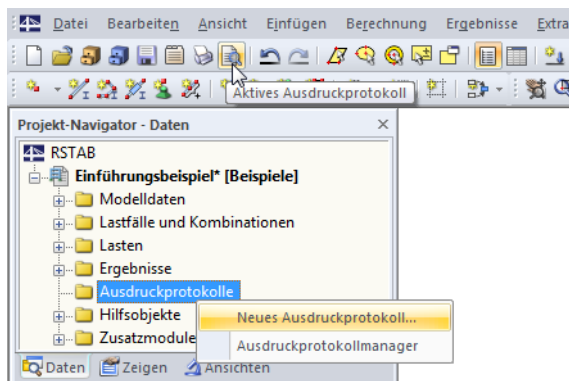 Datei Bearbeiten Ansicht Einfügen Berechnung Ergebnisse Extra
Aktives Ausdruckprotokoll
Projekt-Navigator - Daten
RSTAB
Einführungsbeispiel* [Beispiele]
Modelldaten
Lastfälle und Kombinationen
Lasten
Ergebnisse
Ausdruckprotokolle
Hilfsobjekte
Neues Ausdruckprotokoll...
Zusatzmodule
Ausdruckprotokollmanager
Daten Zeigen Ansichten